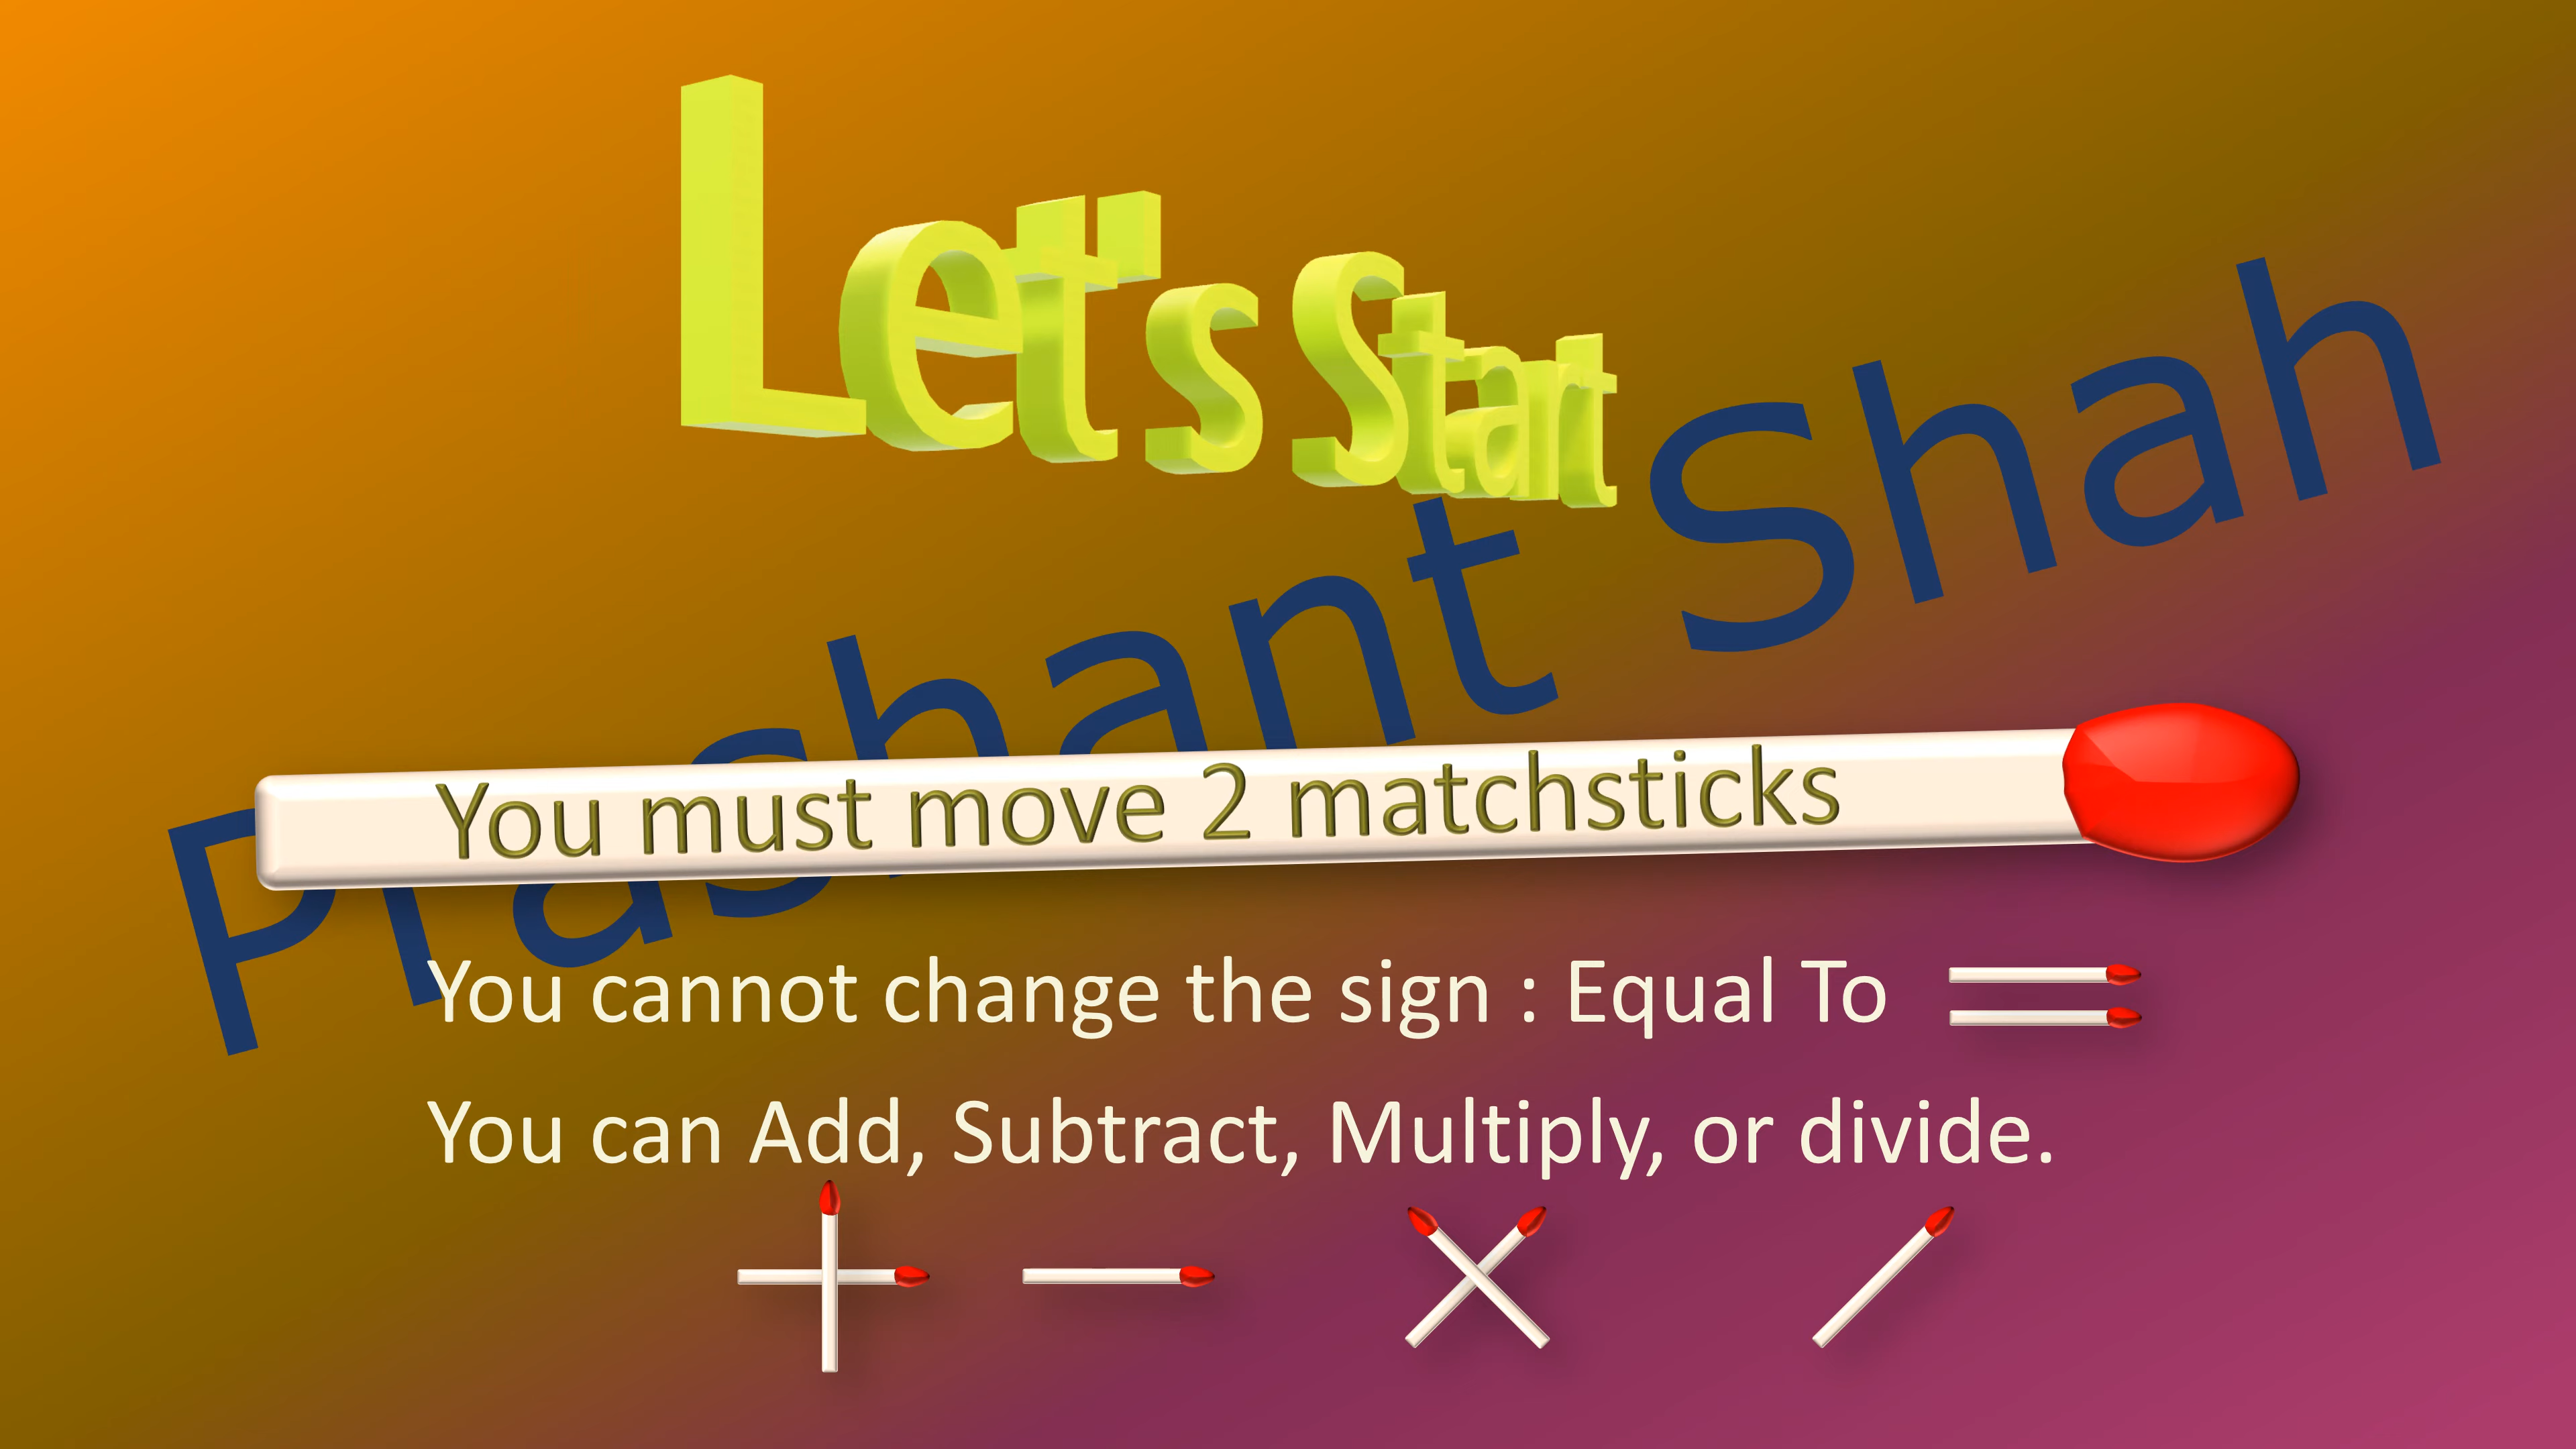 Let's Start
Prashant Shah
You must move 2 matchsticks
You cannot change the sign : Equal To =
You can Add, Subtract, Multiply, or divide.
+ − × /